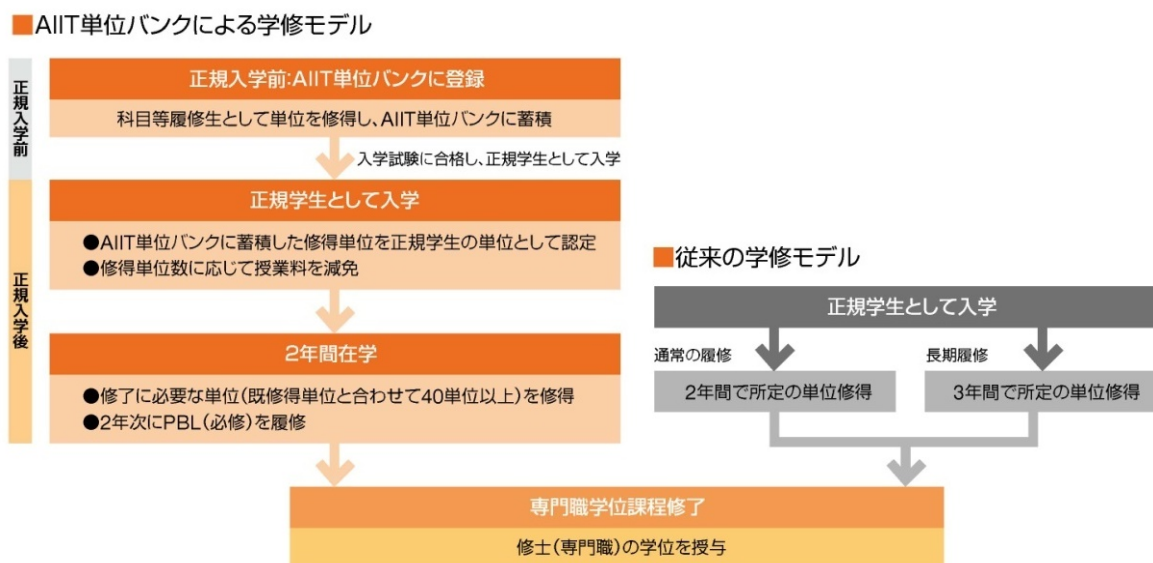 ■AIIT単位バンクによる学修モデル
正規入学前
正規入学前:AIIT単位バンクに登録
科目等履修生として単位を修得し、AIIT単位バンクに蓄積
入学試験に合格し、正規学生として入学
正規入学後
正規学生として入学
●AIIT単位バンクに蓄積した修得単位を正規学生の単位として認定
●修得単位数に応じて授業料を減免
2年間在学
●修了に必要な単位(既修得単位と合わせて40単位以上)を修得
●2年次にPBL(必修)を履修
■従来の学修モデル
正規学生として入学
通常の履修
長期履修
2年間で所定の単位修得
3年間で所定の単位修得
専門職学位課程修了
修士(専門職)の学位を授与